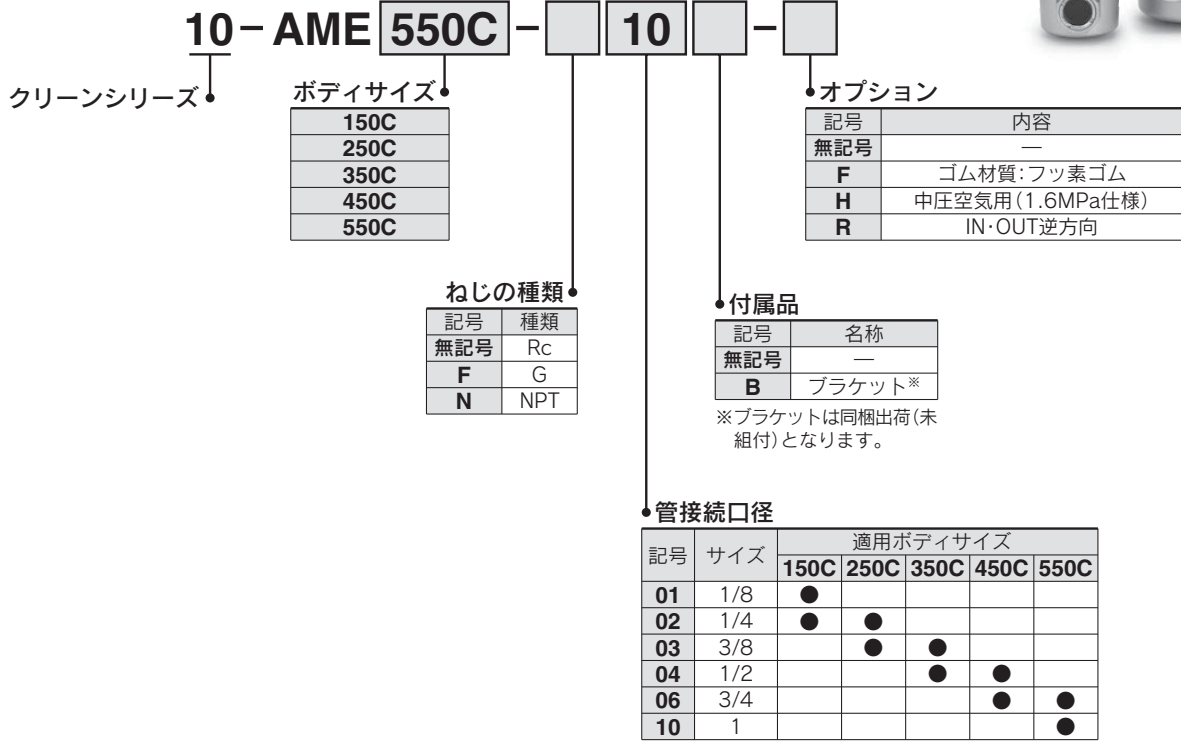 10-AME 550C- 10 -
クリーンシリーズ
ボディサイズ
150C
250C
350C
450C
550C
オプション
記号 内容
無記号 —
F ゴム材質:フッ素ゴム
H 中圧空気用(1.6MPa仕様)
R IN･OUT逆方向
ねじの種類
記号 種類
無記号 Rc
F G
N NPT
付属品
記号 名称
無記号 —
B ブラケット※
※ブラケットは同梱出荷(未
組付)となります。
管接続口径
記号 サイズ 適用ボディサイズ
150C 250C 350C 450C 550C
01 1/8 ●
02 1/4 ● ●
03 3/8 ● ●
04 1/2 ● ●
06 3/4 ● ●
10 1 ●